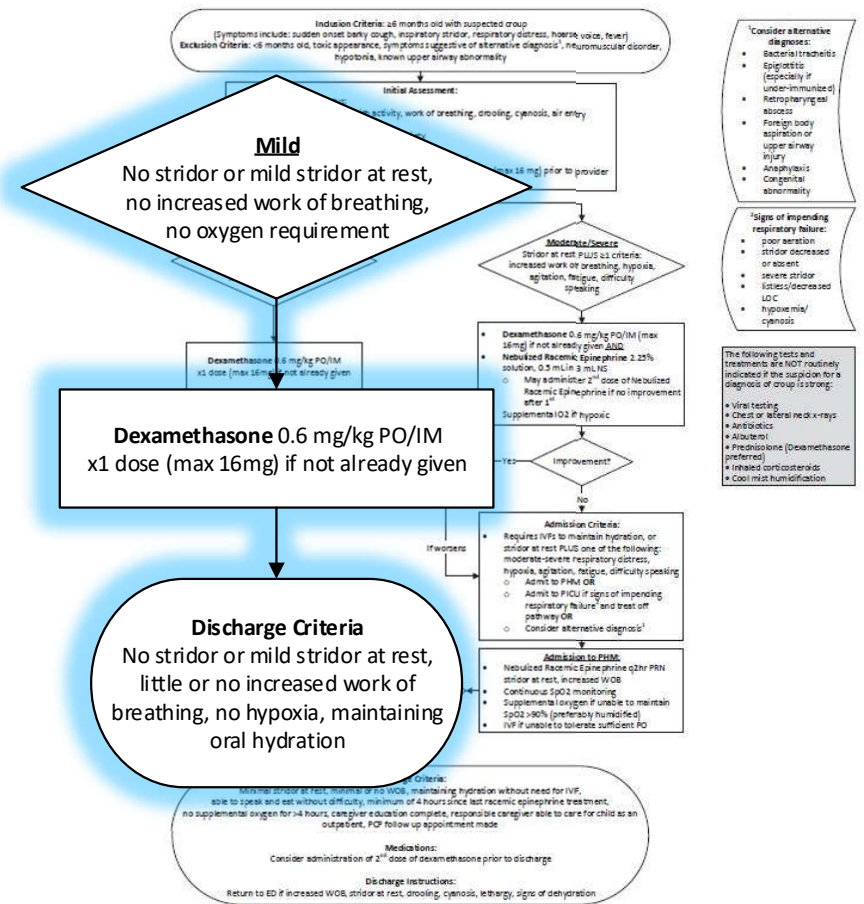 Inclusion Criteria: ≥6 months old with suspected croup
(Symptoms include: sudden onset barky cough, inspiratory stridor, respiratory distress, hoarse voice, fever)
Exclusion Criteria: <6 months old, toxic appearance, symptoms suggestive of alternative diagnosis¹, neuromuscular disorder,
hypotonia, known upper airway abnormality
Initial Assessment:
activity, work of breathing, drooling, cyanosis, air entry
(max 16 mg) prior to provider
Mild
No stridor or mild stridor at rest,
no increased work of breathing,
no oxygen requirement
Moderate/Severe
Stridor at rest PLUS ≥1 criteria:
increased work of breathing, hypoxia,
agitation, fatigue, difficulty
speaking
Dexamethasone 0.6 mg/kg PO/IM
x1 dose (max 16mg) if not already given
Dexamethasone 0.6 mg/kg PO/IM
x1 dose (max 16mg) if not already given
• Dexamethasone 0.6 mg/kg PO/IM (max
16mg) if not already given AND
• Nebulized Racemic Epinephrine 2.25%
solution, 0.5 mL in 3 mL NS
o May administer 2nd dose of Nebulized
Racemic Epinephrine if no improvement
after 1st
Supplemental O2 if hypoxic
Yes
Improvement?
No
If worsens
Admission Criteria:
• Requires IVFs to maintain hydration, or
stridor at rest PLUS one of the following:
moderate-severe respiratory distress,
hypoxia, agitation, fatigue, difficulty speaking
o Admit to PHM OR
o Admit to PICU if signs of impending
respiratory failure² and treat off
pathway OR
o Consider alternative diagnosis¹
Discharge Criteria
No stridor or mild stridor at rest,
little or no increased work of
breathing, no hypoxia, maintaining
oral hydration
Admission to PHM:
• Nebulized Racemic Epinephrine q2hr PRN
stridor at rest, increased WOB
• Continuous SpO2 monitoring
• Supplemental oxygen if unable to maintain
SpO2 >90% (preferably humidified)
• IVF if unable to tolerate sufficient PO
Criteria:
Minimal stridor at rest, minimal or no WOB, maintaining hydration without need for IVF,
able to speak and eat without difficulty, minimum of 4 hours since last racemic epinephrine treatment,
no supplemental oxygen for >4 hours, caregiver education complete, responsible caregiver able to care for child as an
outpatient, PCP follow up appointment made
Medications:
Consider administration of 2nd dose of dexamethasone prior to discharge
Discharge Instructions:
Return to ED if increased WOB, stridor at rest, drooling, cyanosis, lethargy, signs of dehydration
¹Consider alternative
diagnoses:
• Bacterial tracheitis
• Epiglottitis
(especially if
under-immunized)
• Retropharyngeal
abscess
• Foreign body
aspiration or
upper airway
injury
• Anaphylaxis
• Congenital
abnormality
²Signs of impending
respiratory failure:
• poor aeration
• stridor decreased
or absent
• severe stridor
• listless/decreased
LOC
• hypoxemia/
cyanosis
The following tests and
treatments are NOT routinely
indicated if the suspicion for a
diagnosis of croup is strong:
• Viral testing
• Chest or lateral neck x-rays
• Antibiotics
• Albuterol
• Prednisolone (Dexamethasone
preferred)
• Inhaled corticosteroids
• Cool mist humidification